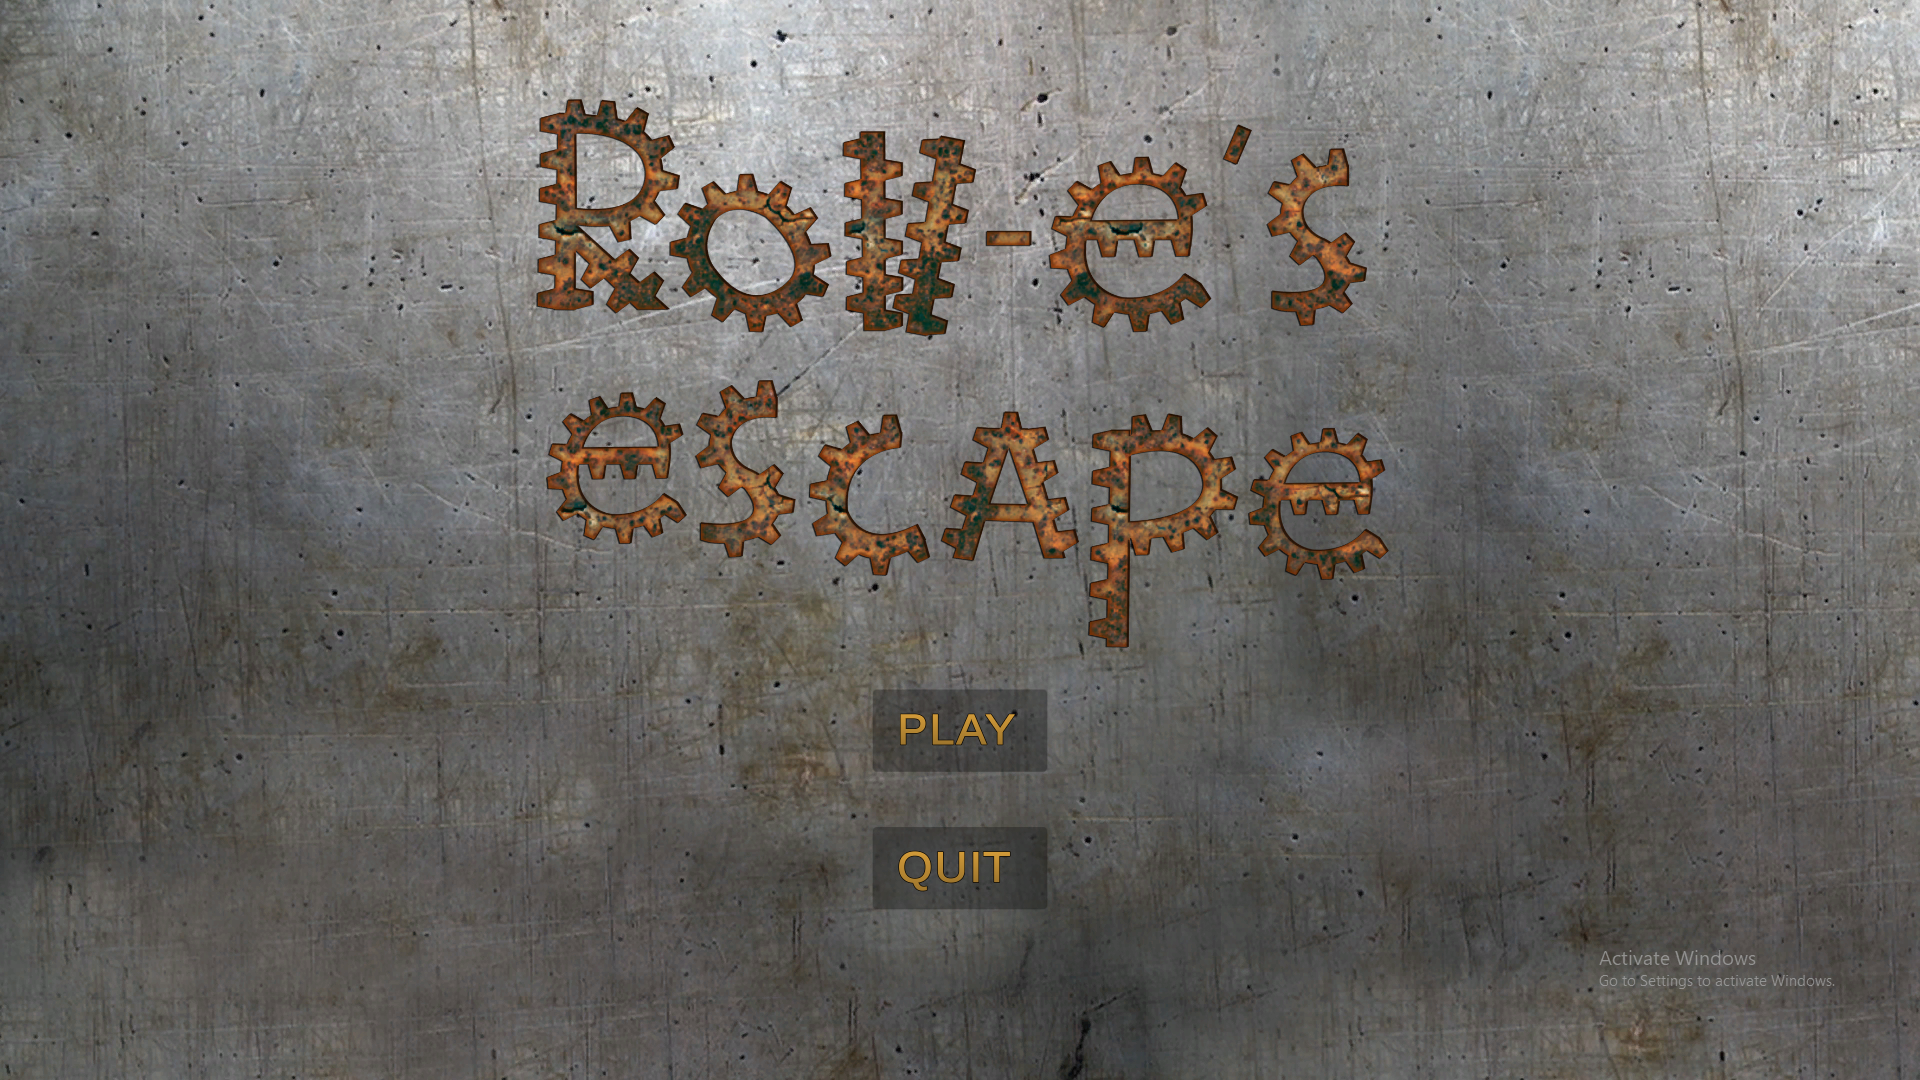 Roll-e's
escApe
PLAY
QUIT
Activate Windows
Go to Settings to activate Windows.